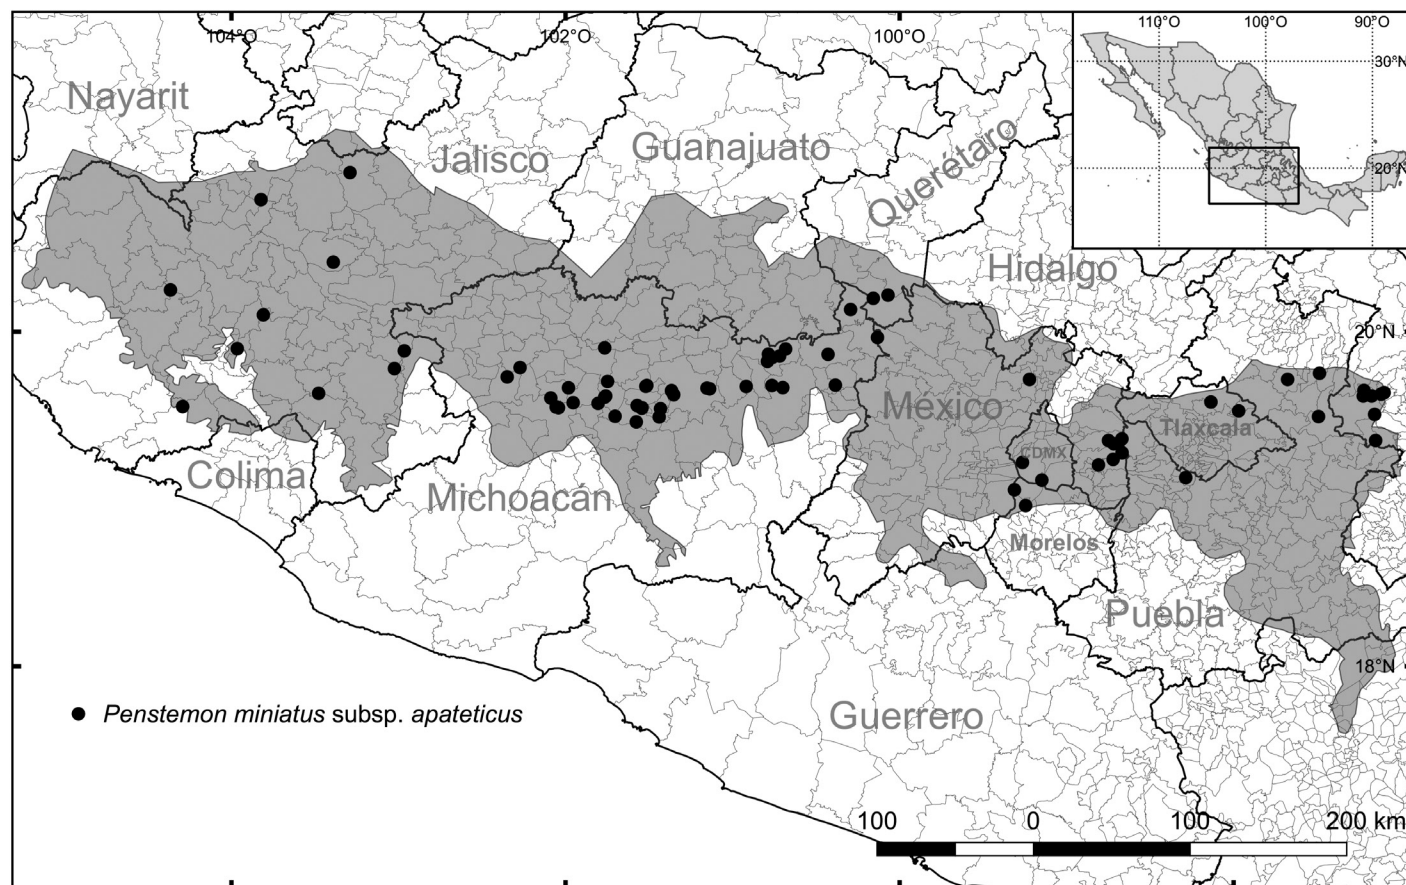 104°O
102°O
100°O
110°O
100°O
90°
30°N
20°N
Nayarit
Jalisco
Guanajuato
Querétaro
Hidalgo
20°N
México
Tlaxcala
CDMX
Colima
Michoacán
Morelos
Puebla
18°N
Penstemon miniatus subsp. apateticus
Guerrero
100 0 100 200 km